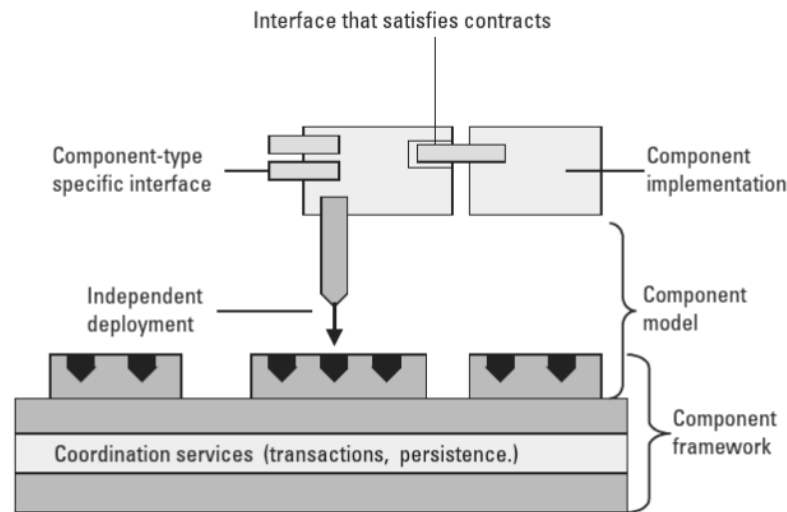 Interface that satisfies contracts
Component-type
specific interface
Component
implementation
Independent
deployment
Component
model
Component
framework
Coordination services (transactions, persistence.)